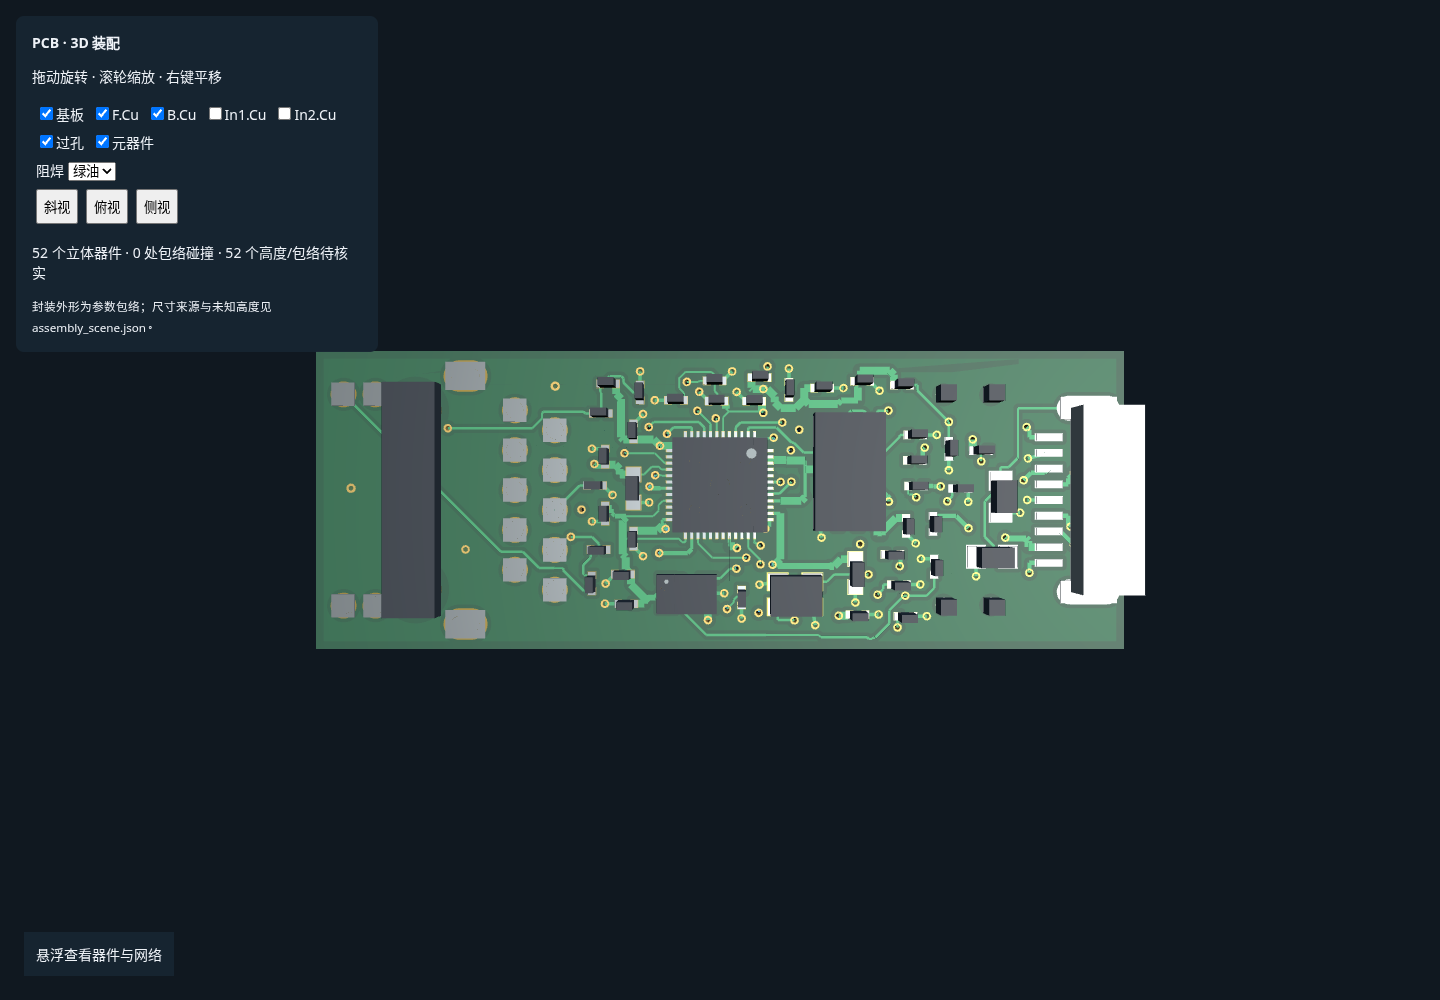 PCB · 3D 装配
拖动旋转 · 滚轮缩放 · 右键平移
基板 F.Cu B.Cu In1.Cu In2.Cu
过孔 元器件
阻焊 绿油
斜视 俯视 侧视
52 个立体器件 · 0 处包络碰撞 · 52 个高度/包络待核
实
封装外形为参数包络；尺寸来源与未知高度见
assembly_scene.json。
悬浮查看器件与网络